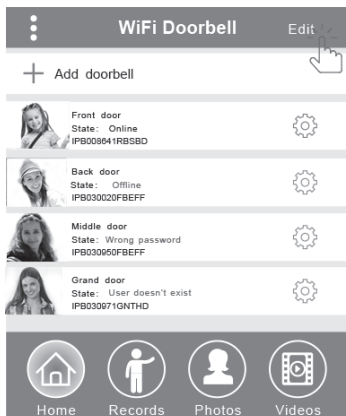 WiFi Doorbell Edit
Add doorbell
Front door
State: Online
IPB008641RBSBD
Back door
State: Offline
IPB030020FBEFF
Middle door
State: Wrong password
IPB030950FBEFF
Grand door
State: User doesn't exist
IPB030971GNTHD
Home Records Photos Videos